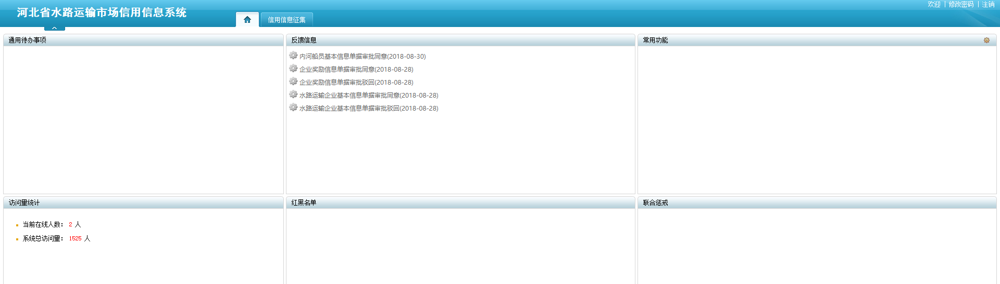 河北省水路运输市场信用信息系统
信用信息征集
欢迎 | 修改密码 | 注销
通用待办事项
反馈信息
内河船员基本信息单据审批同意(2018-08-30)
企业奖励信息单据审批同意(2018-08-28)
企业奖励信息单据审批驳回(2018-08-28)
水路运输企业基本信息单据审批同意(2018-08-28)
水路运输企业基本信息单据审批驳回(2018-08-28)
常用功能
访问量统计
当前在线人数： 2 人
系统总访问量： 1525 人
红黑名单
联合惩戒